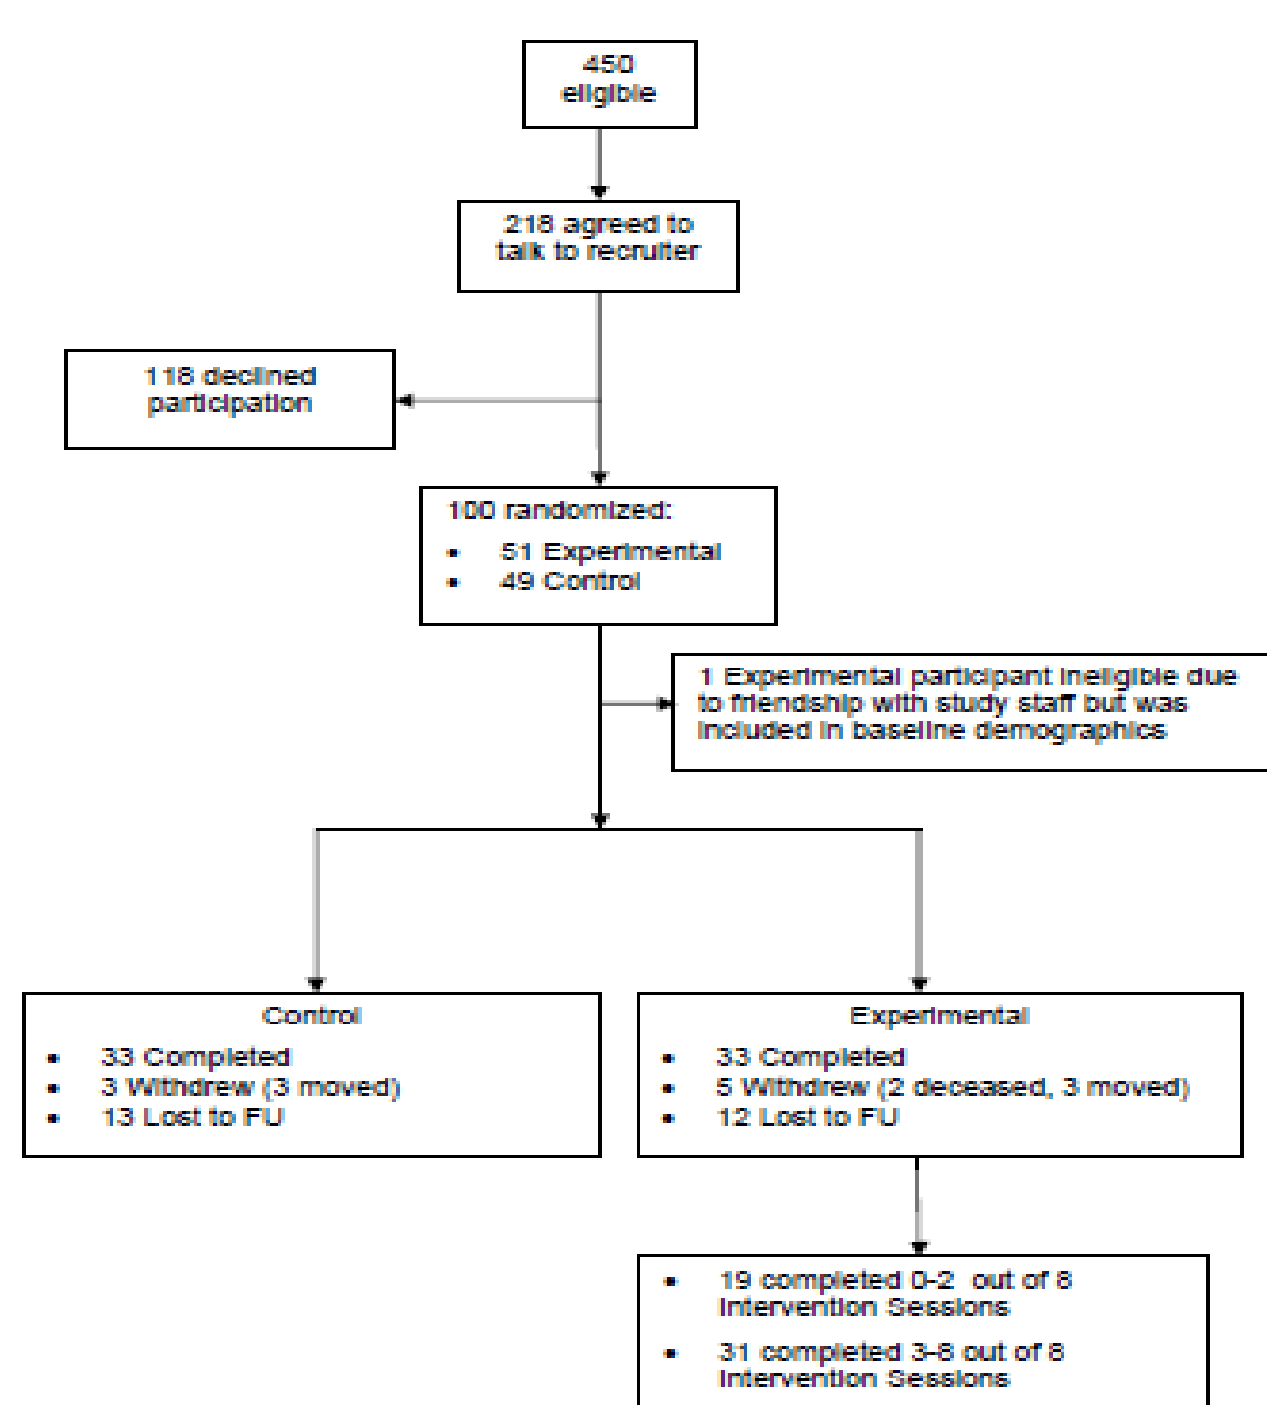 450
eligible
218 agreed to
talk to recruiter
118 declined
participation
100 randomized:
• 51 Experimental
• 49 Control
1 Experimental participant ineligible due
to friendship with study staff but was
included in baseline demographics
Control
• 33 Completed
• 3 Withdrew (3 moved)
• 13 Lost to FU
Experimental
• 33 Completed
• 5 Withdrew (2 deceased, 3 moved)
• 12 Lost to FU
• 19 completed 0-2 out of 8
Intervention Sessions
• 31 completed 3-8 out of 8
Intervention Sessions